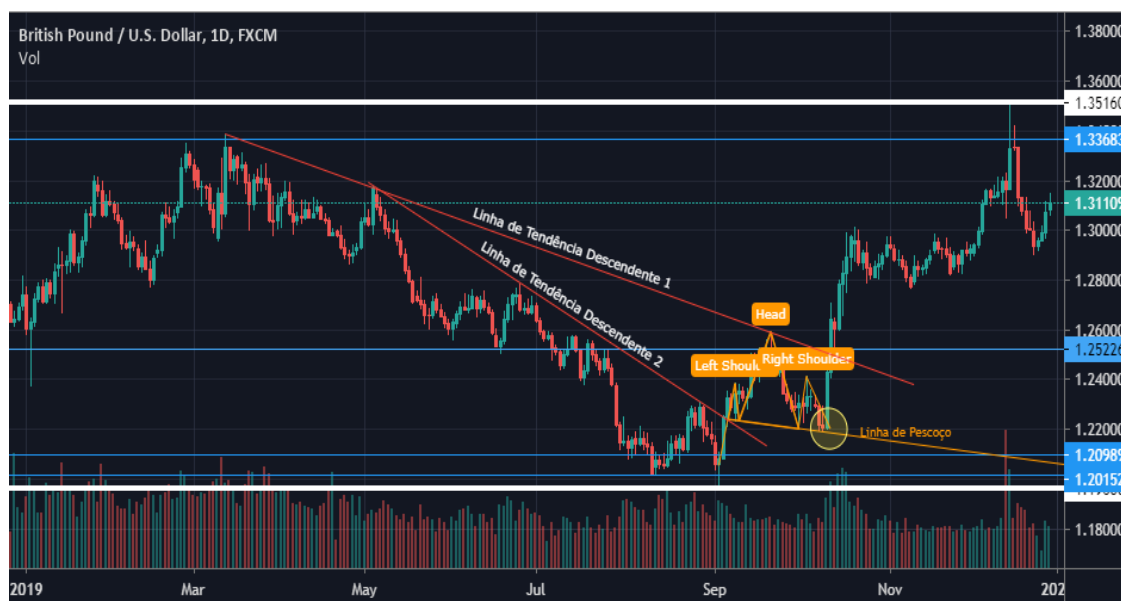 British Pound / U.S. Dollar, 1D, FXCM
Vol
1.38000
1.36000
1.35160
1.33683
1.32000
1.31109
1.30000
1.28000
1.26000
1.25226
1.24000
1.22000
1.20989
1.20152
1.18000
Linha de Tendência Descendente 1
Linha de Tendência Descendente 2
Head
Left Should
Right Shoulder
Linha de Pescoço
2019
Mar
May
Jul
Sep
Nov
202